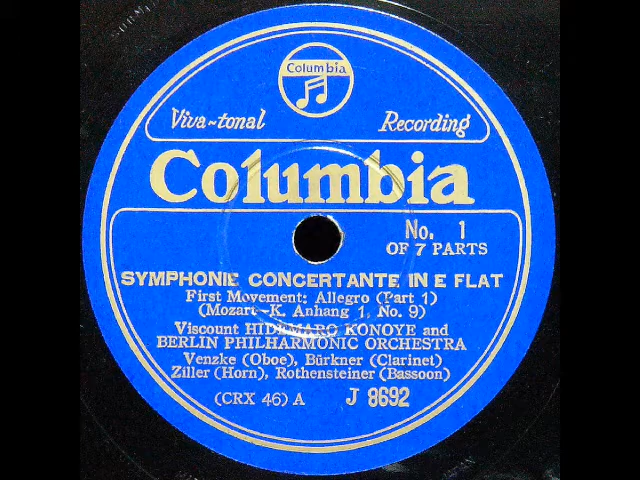 Columbia
Viva-tonal Recording
Columbia
No. 1
OF 7 PARTS
SYMPHONIE CONCERTANTE IN E FLAT
First Movement: Allegro (Part 1)
(Mozart -K. Anhang 1, No. 9)
Viscount HIDEMARO KONOYE and
BERLIN PHILHARMONIC ORCHESTRA
Venzke (Oboe), Bürkner (Clarinet)
Ziller (Horn), Rothensteiner (Bassoon)
(CRX 46) A J 8692